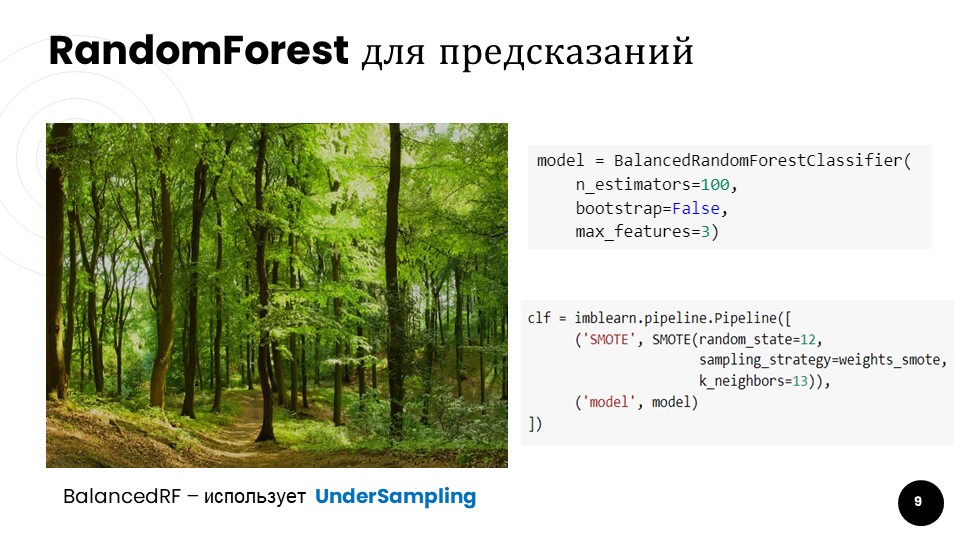 RandomForest для предсказаний
model = BalancedRandomForestClassifier(
    n_estimators=100,
    bootstrap=False,
    max_features=3)
clf = imblearn.pipeline.Pipeline([
      ('SMOTE', SMOTE(random_state=12,
                      sampling_strategy=weights_smote,
                      k_neighbors=13)),
      ('model', model)
])
BalancedRF – использует UnderSampling
9